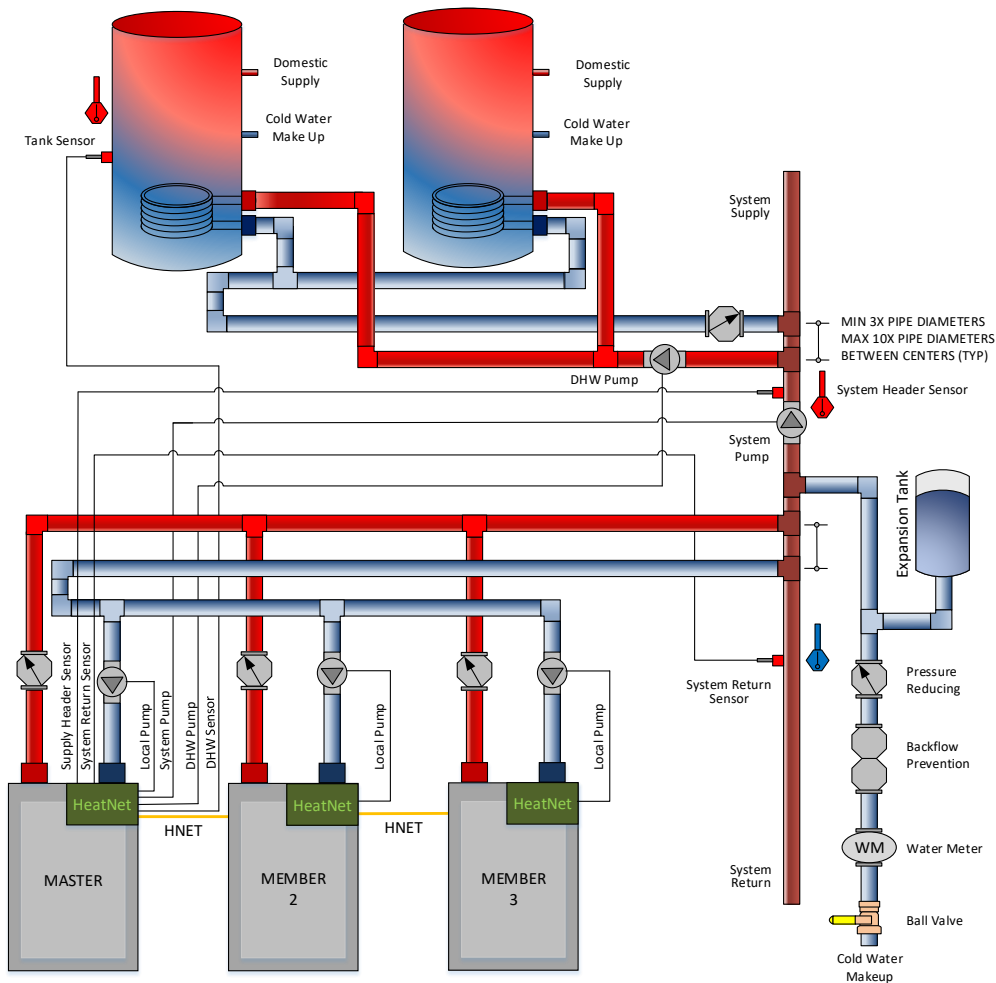 Domestic
Supply
Cold Water
Make Up
Tank Sensor
Domestic
Supply
Cold Water
Make Up
System
Supply
MIN 3X PIPE DIAMETERS
MAX 10X PIPE DIAMETERS
BETWEEN CENTERS (TYP)
DHW Pump
System Header Sensor
System
Pump
Expansion Tank
Supply Header Sensor
System Return Sensor
Local Pump
System Pump
DHW Pump
DHW Sensor
Local Pump
Local Pump
System Return
Sensor
Pressure
Reducing
Backflow
Prevention
HeatNet
HeatNet
HeatNet
HNET
HNET
MASTER
MEMBER
2
MEMBER
3
WM
Water Meter
System
Return
Ball Valve
Cold Water
Makeup